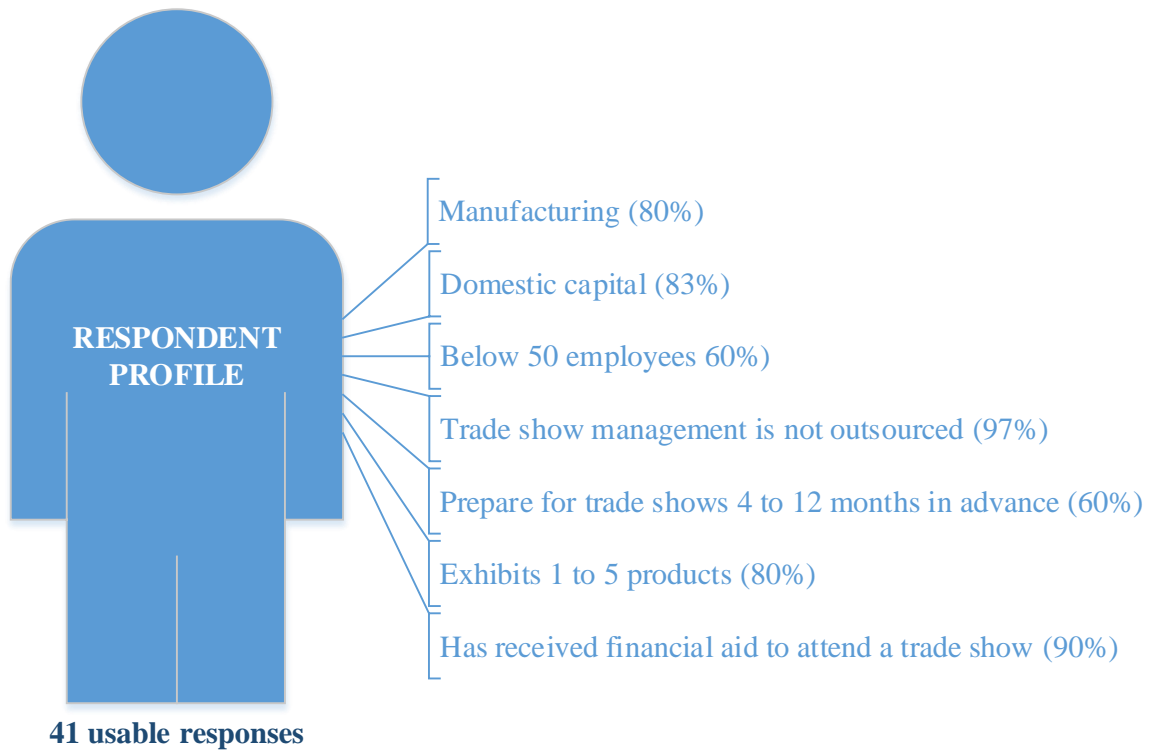 RESPONDENT
PROFILE
Manufacturing (80%)
Domestic capital (83%)
Below 50 employees 60%)
Trade show management is not outsourced (97%)
Prepare for trade shows 4 to 12 months in advance (60%)
Exhibits 1 to 5 products (80%)
Has received financial aid to attend a trade show (90%)
41 usable responses